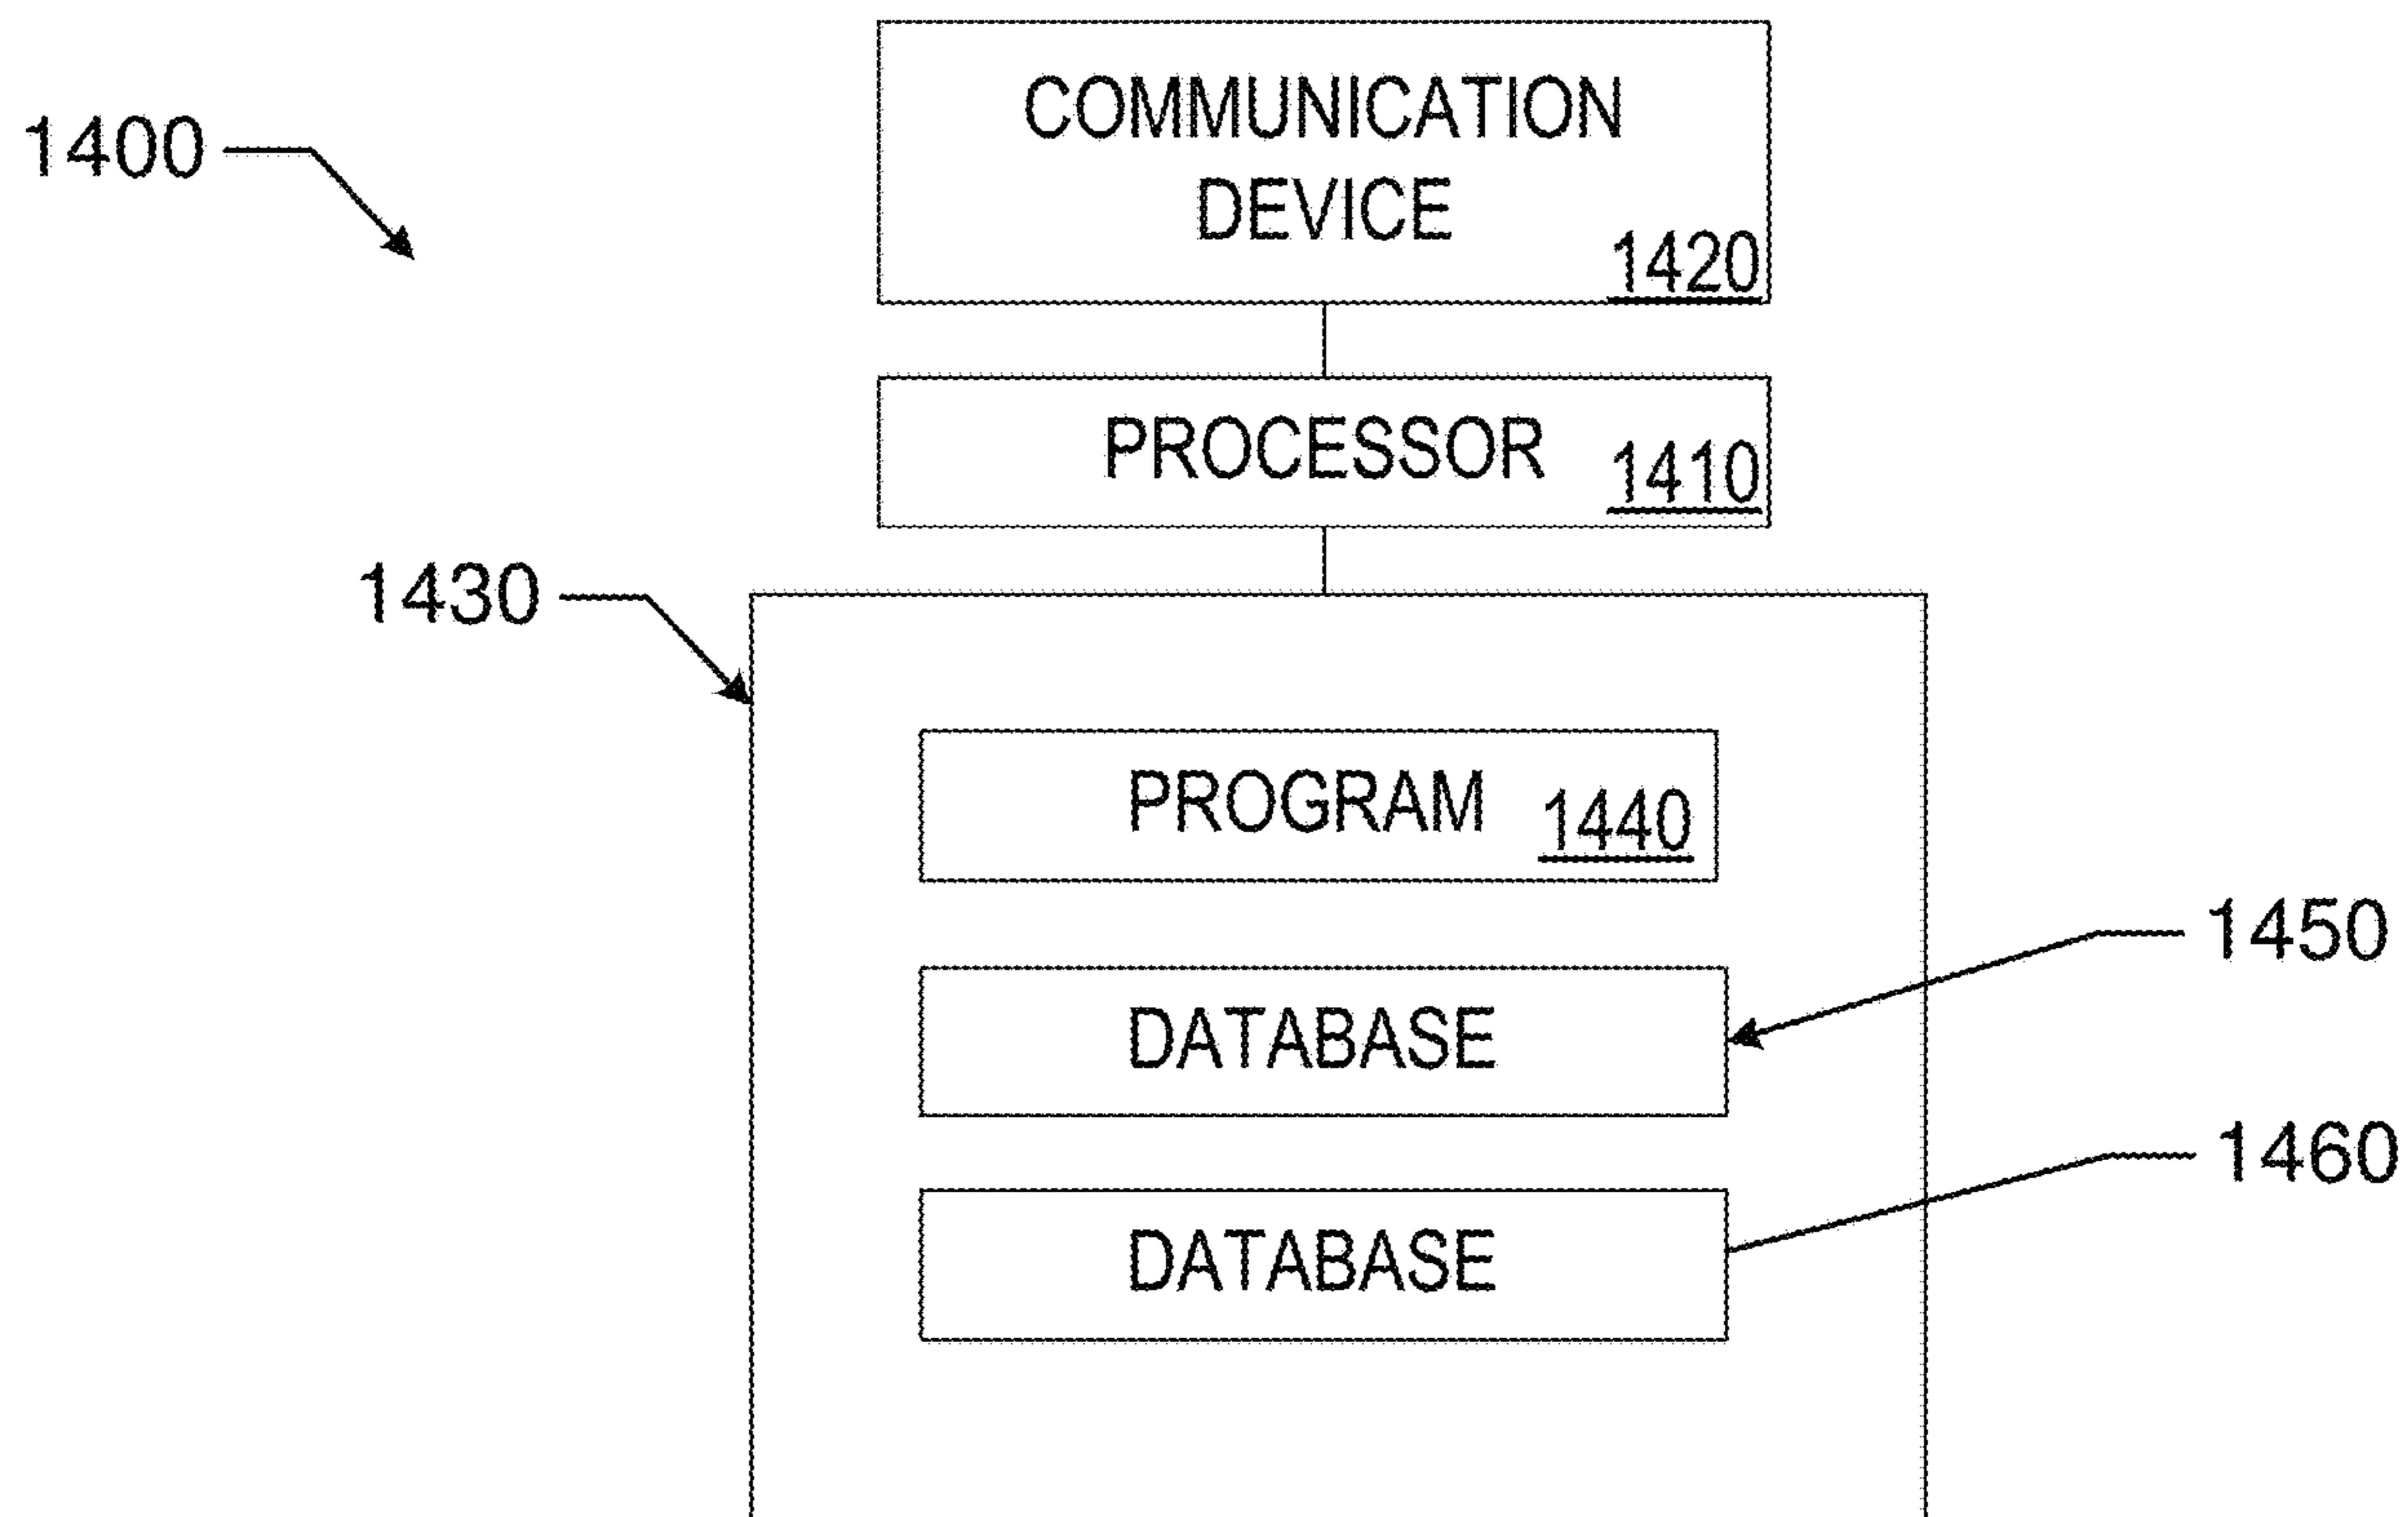 COMMUNICATION
DEVICE
1420
1400
PROCESSOR 1410
1430
PROGRAM 1440
1450
DATABASE
1460
DATABASE